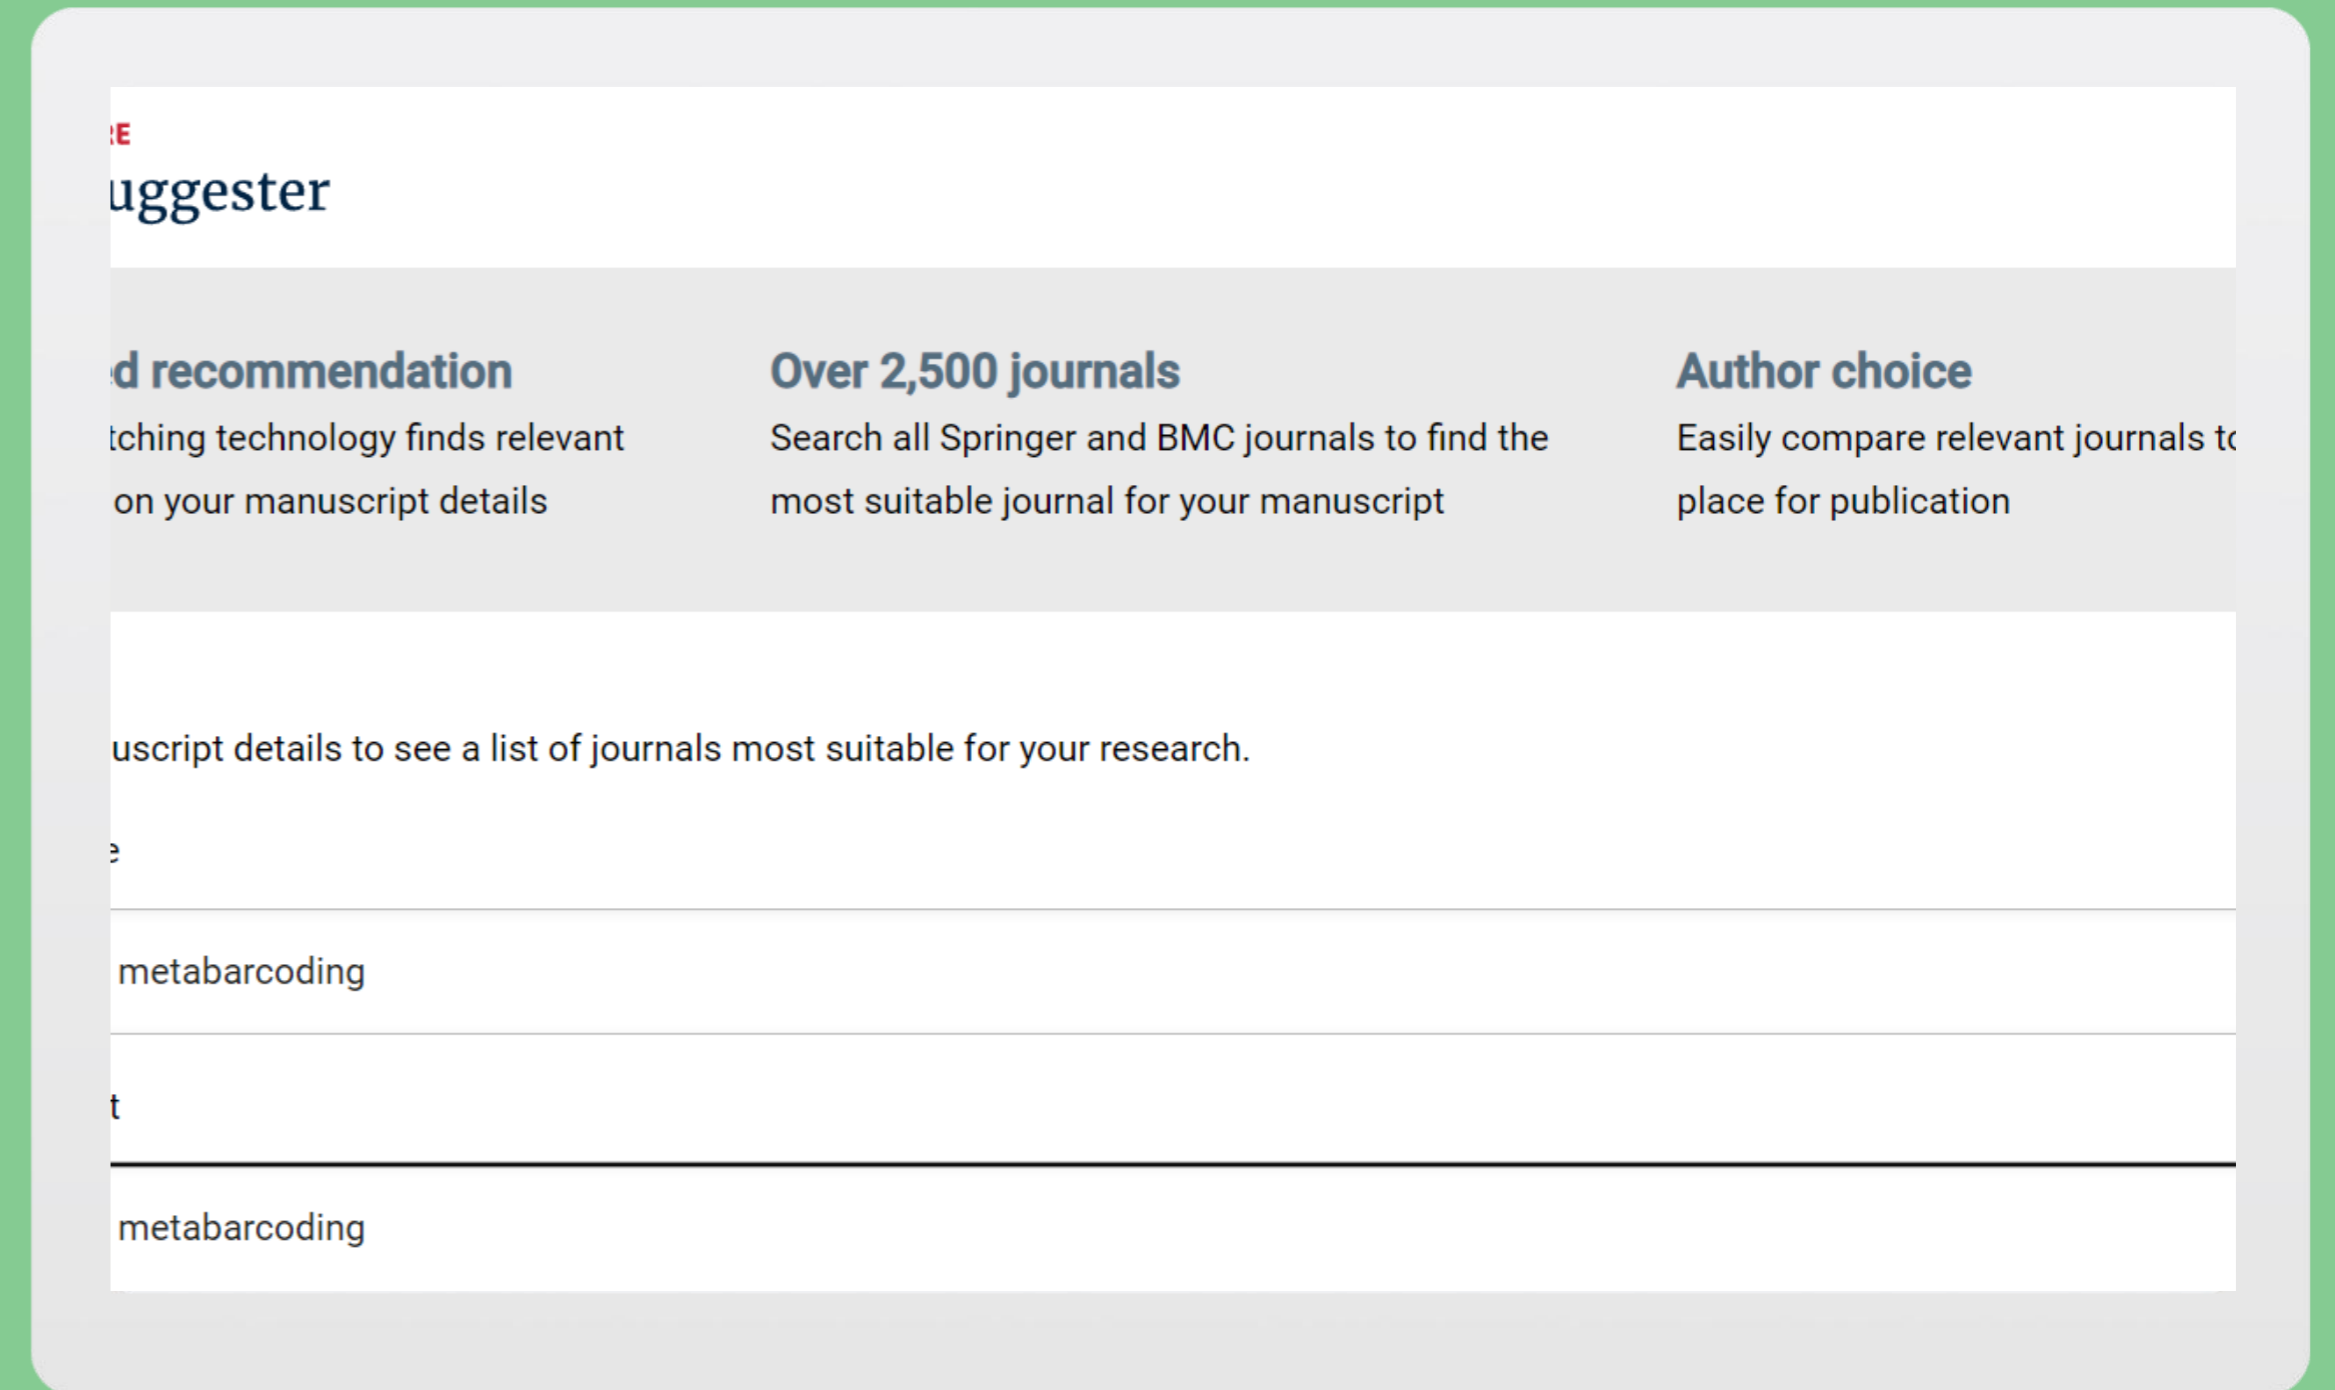 RE
uggester
ed recommendation
tching technology finds relevant
on your manuscript details
Over 2,500 journals
Search all Springer and BMC journals to find the
most suitable journal for your manuscript
Author choice
Easily compare relevant journals to
place for publication
uscript details to see a list of journals most suitable for your research.
e
metabarcoding
t
metabarcoding